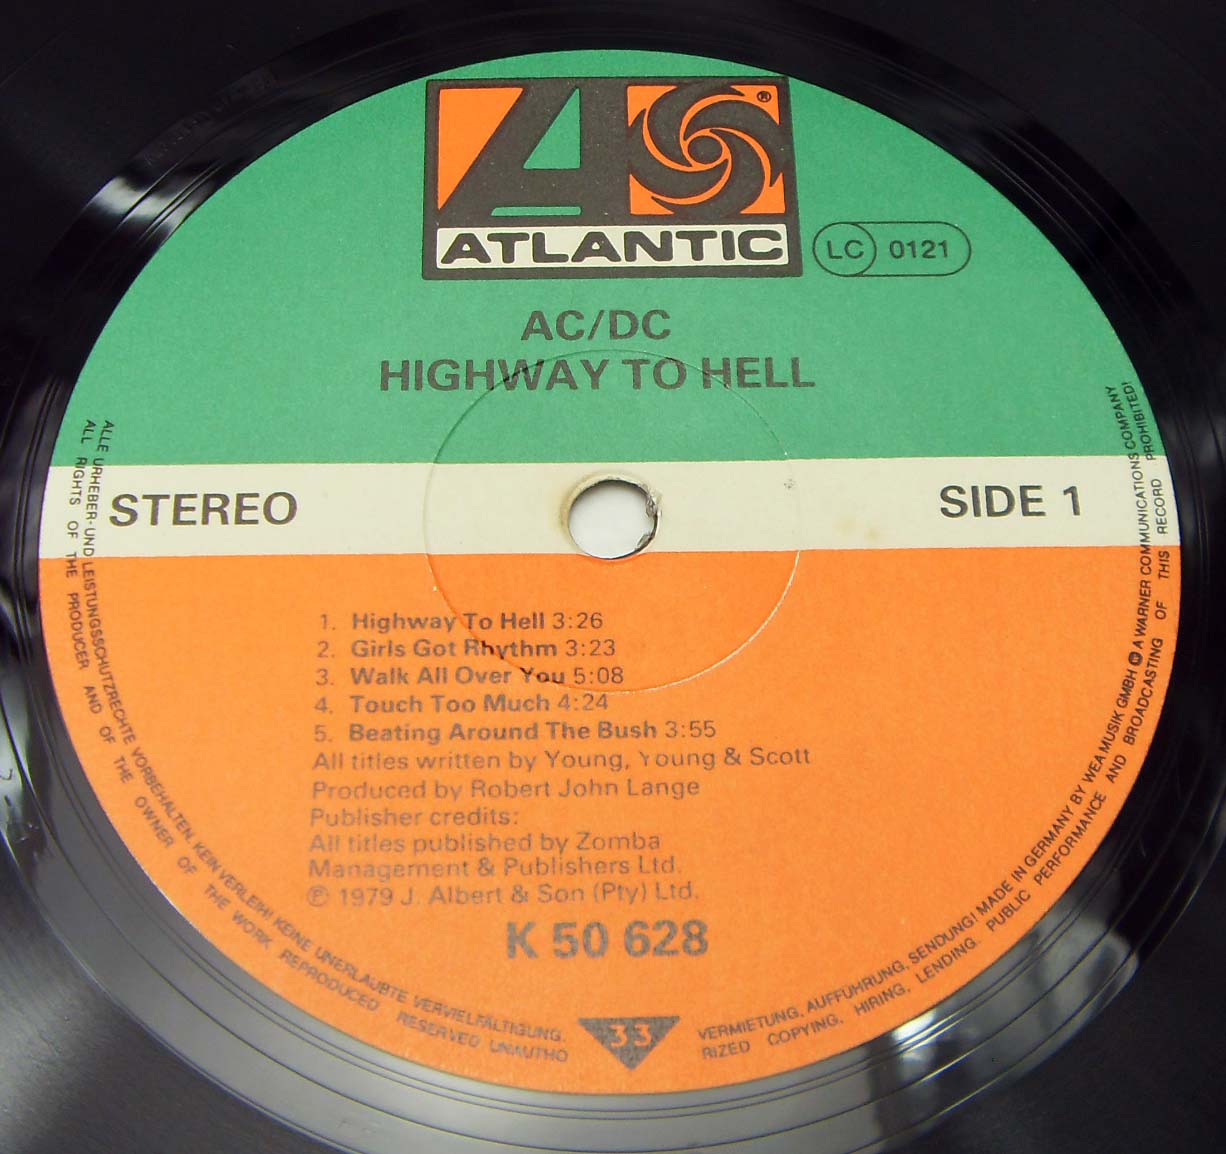 ATLANTIC
®
LC 0121
AC/DC
HIGHWAY TO HELL
STEREO
SIDE 1
1. Highway To Hell 3:26
2. Girls Got Rhythm 3:23
3. Walk All Over You 5:08
4. Touch Too Much 4:24
5. Beating Around The Bush 3:55
All titles written by Young, Young & Scott
Produced by Robert John Lange
Publisher credits:
All titles published by Zomba
Management & Publishers Ltd.
℗ 1979 J. Albert & Son (Pty) Ltd.
K 50 628
33
ALLE URHEBER- UND LEISTUNGSSCHUTZRECHTE VORBEHALTEN. KEIN VERLEIH! KEINE UNERLAUBTE VERVIELFÄLTIGUNG, VERMIETUNG, AUFFÜHRUNG, SENDUNG! MADE IN GERMANY BY WEA MUSIK GMBH A WARNER COMMUNICATIONS COMPANY
ALL RIGHTS OF THE PRODUCER AND OF THE OWNER OF THE WORK REPRODUCED RESERVED UNAUTHORIZED COPYING, HIRING, LENDING, PUBLIC PERFORMANCE AND BROADCASTING OF THIS RECORD PROHIBITED!